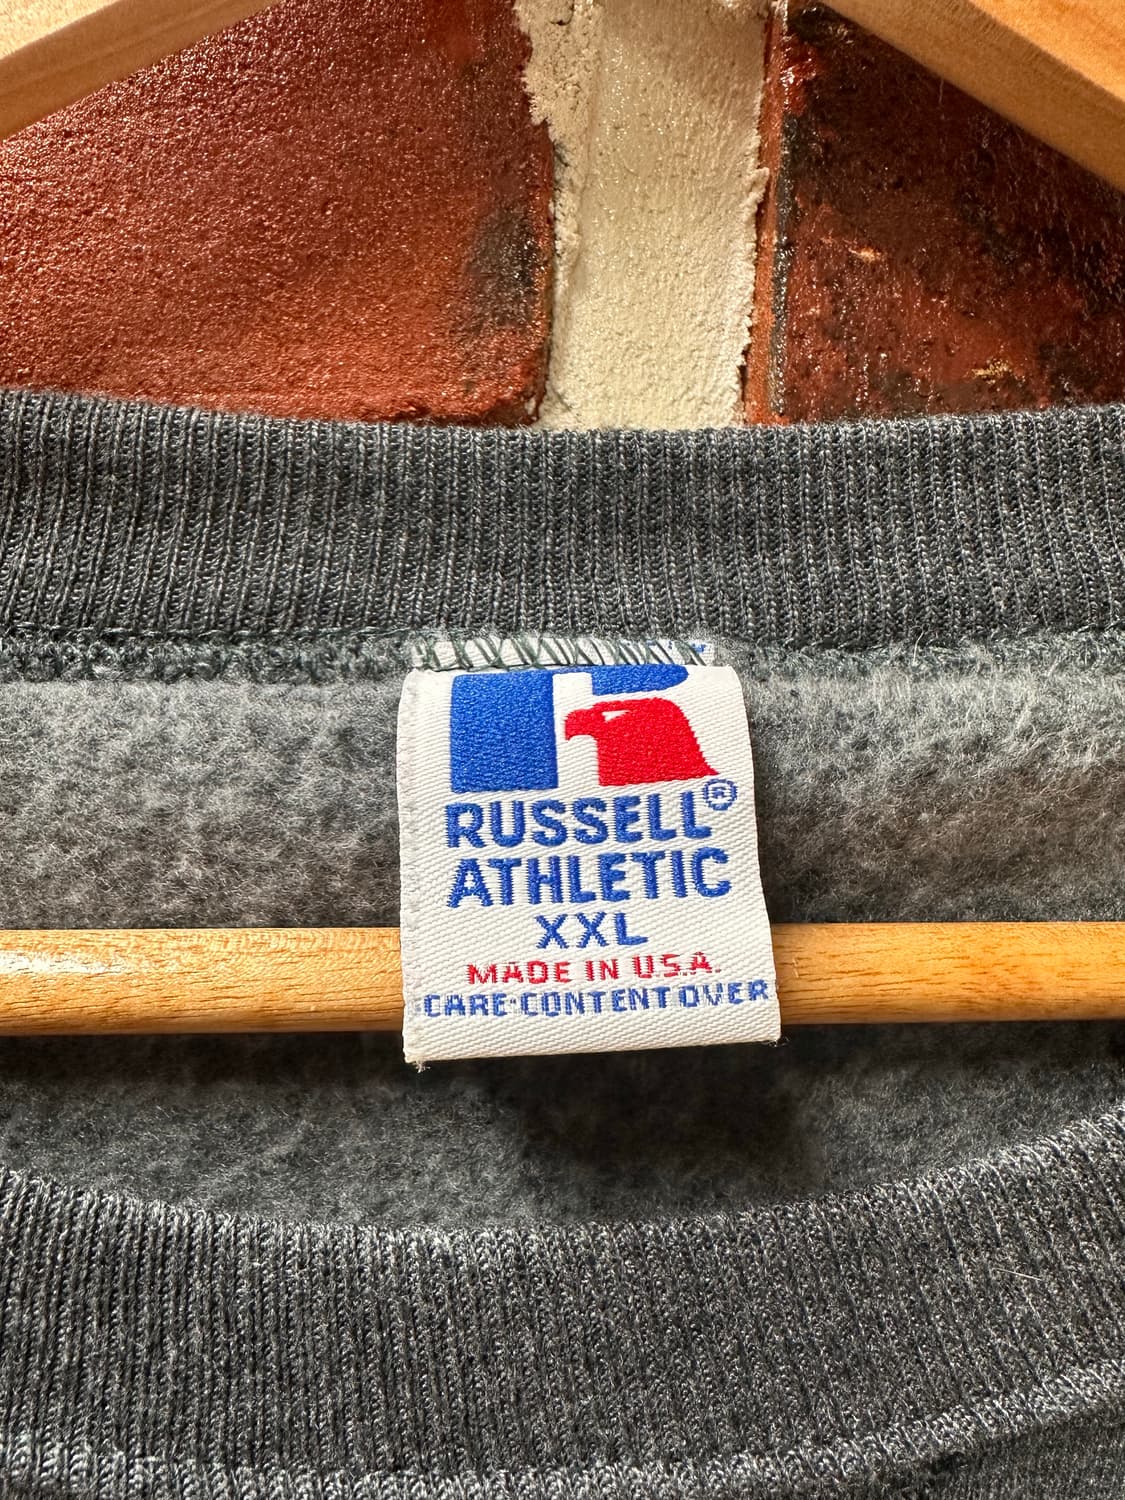 RUSSELL®
ATHLETIC
XXL
MADE IN U.S.A.
CARE·CONTENT OVER